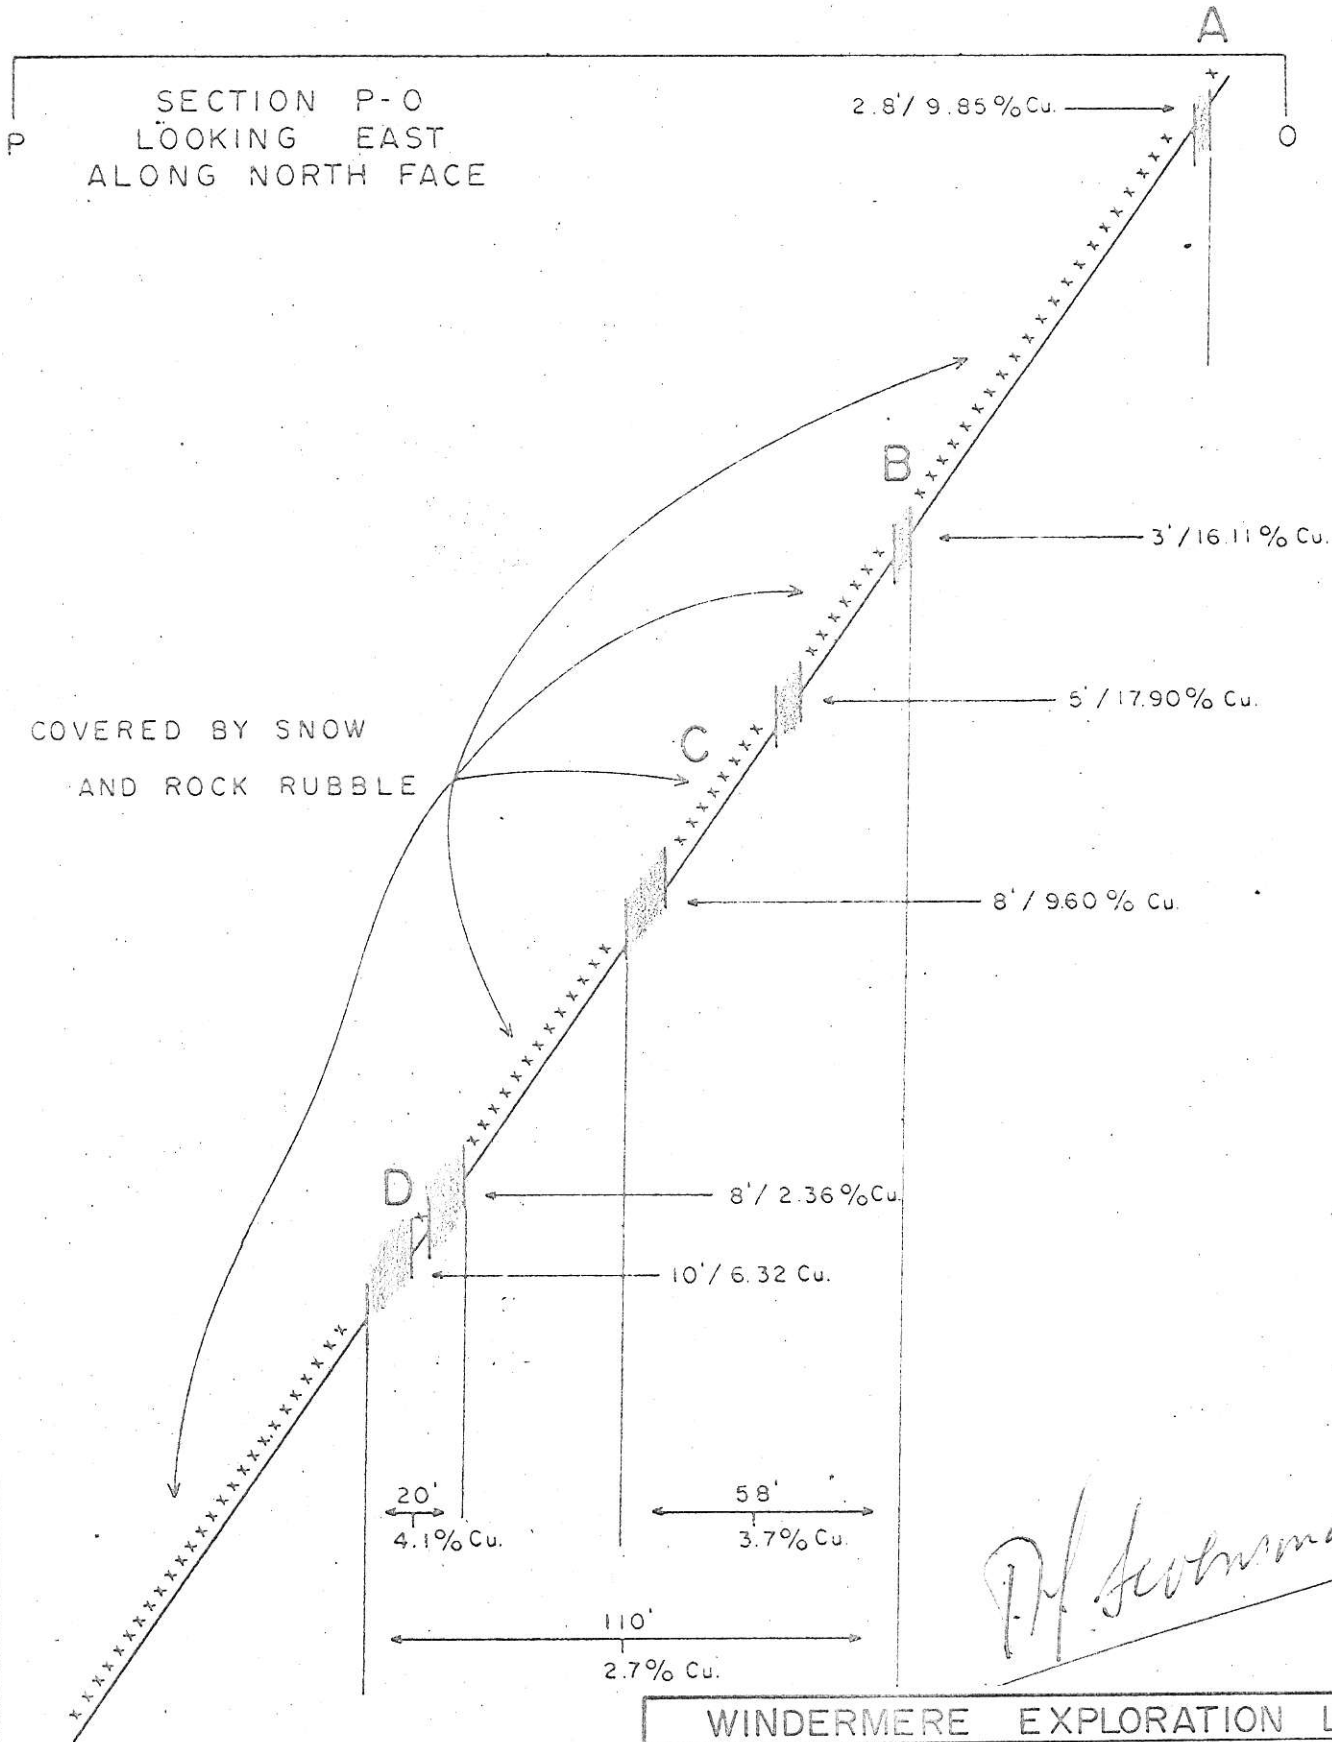 A
SECTION P-O
LOOKING EAST
ALONG NORTH FACE
P
O
2.8'/ 9.85% Cu.
B
3'/16.11% Cu.
5'/17.90% Cu.
COVERED BY SNOW
AND ROCK RUBBLE
C
8'/ 9.60% Cu.
D
8'/ 2.36%Cu.
10'/ 6.32 Cu.
20'
4.1% Cu.
58'
3.7% Cu.
110'
2.7% Cu.
WINDERMERE EXPLORATION L